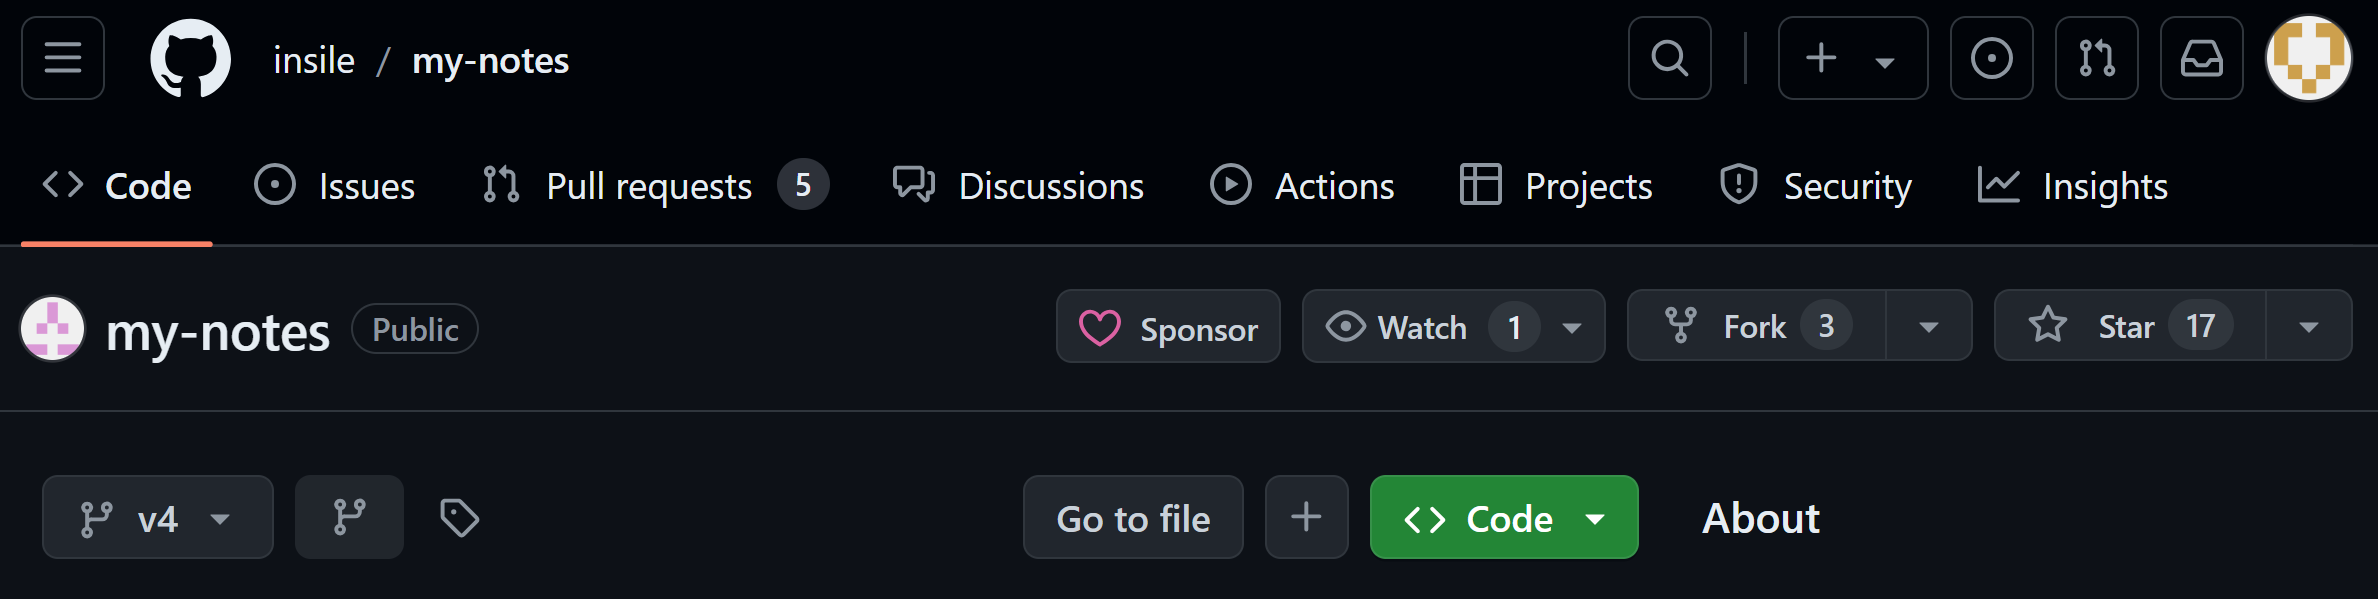 insile / my-notes
Code Issues Pull requests 5 Discussions Actions Projects Security Insights
my-notes Public Sponsor Watch 1 Fork 3 Star 17
v4 Go to file Code About